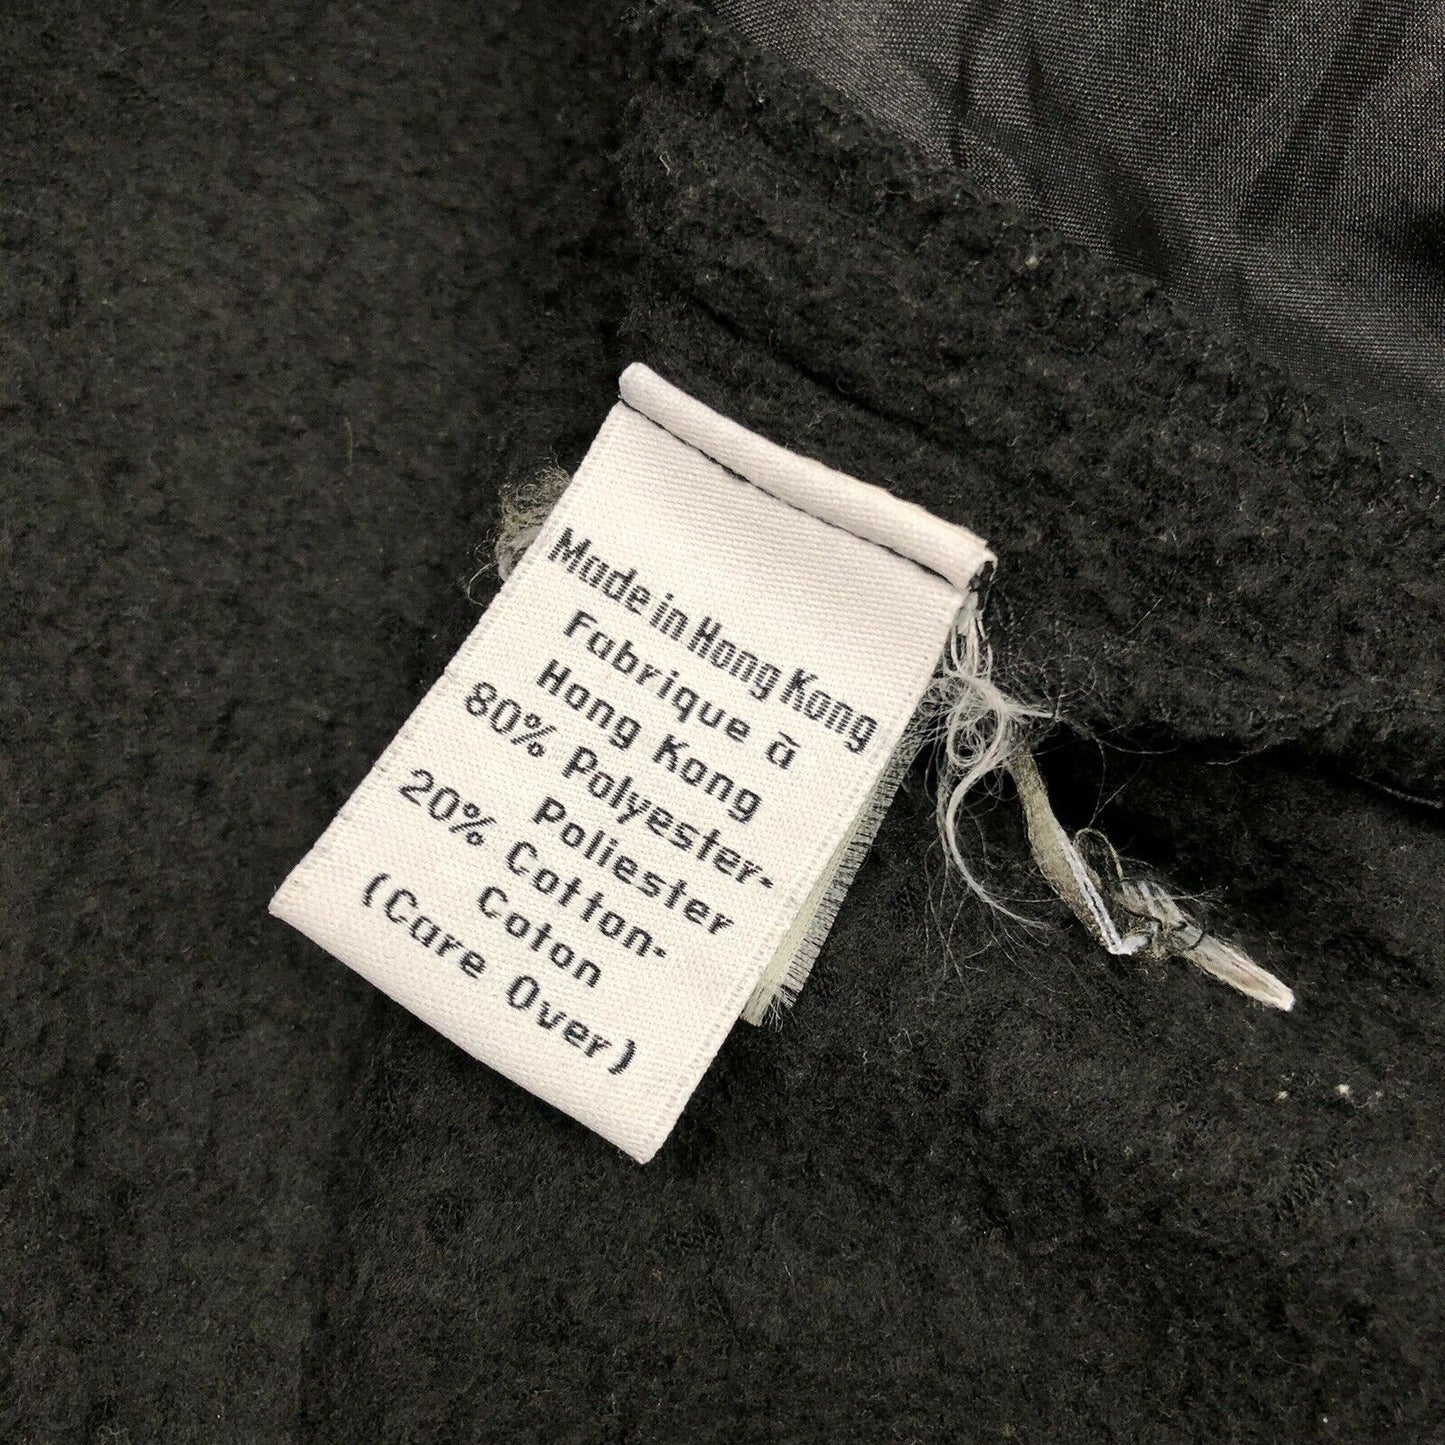 Made in Hong Kong
Fabrique ã
Hong Kong
80% Polyester-
Poliester
20% Cotton-
Coton
(Care Over)